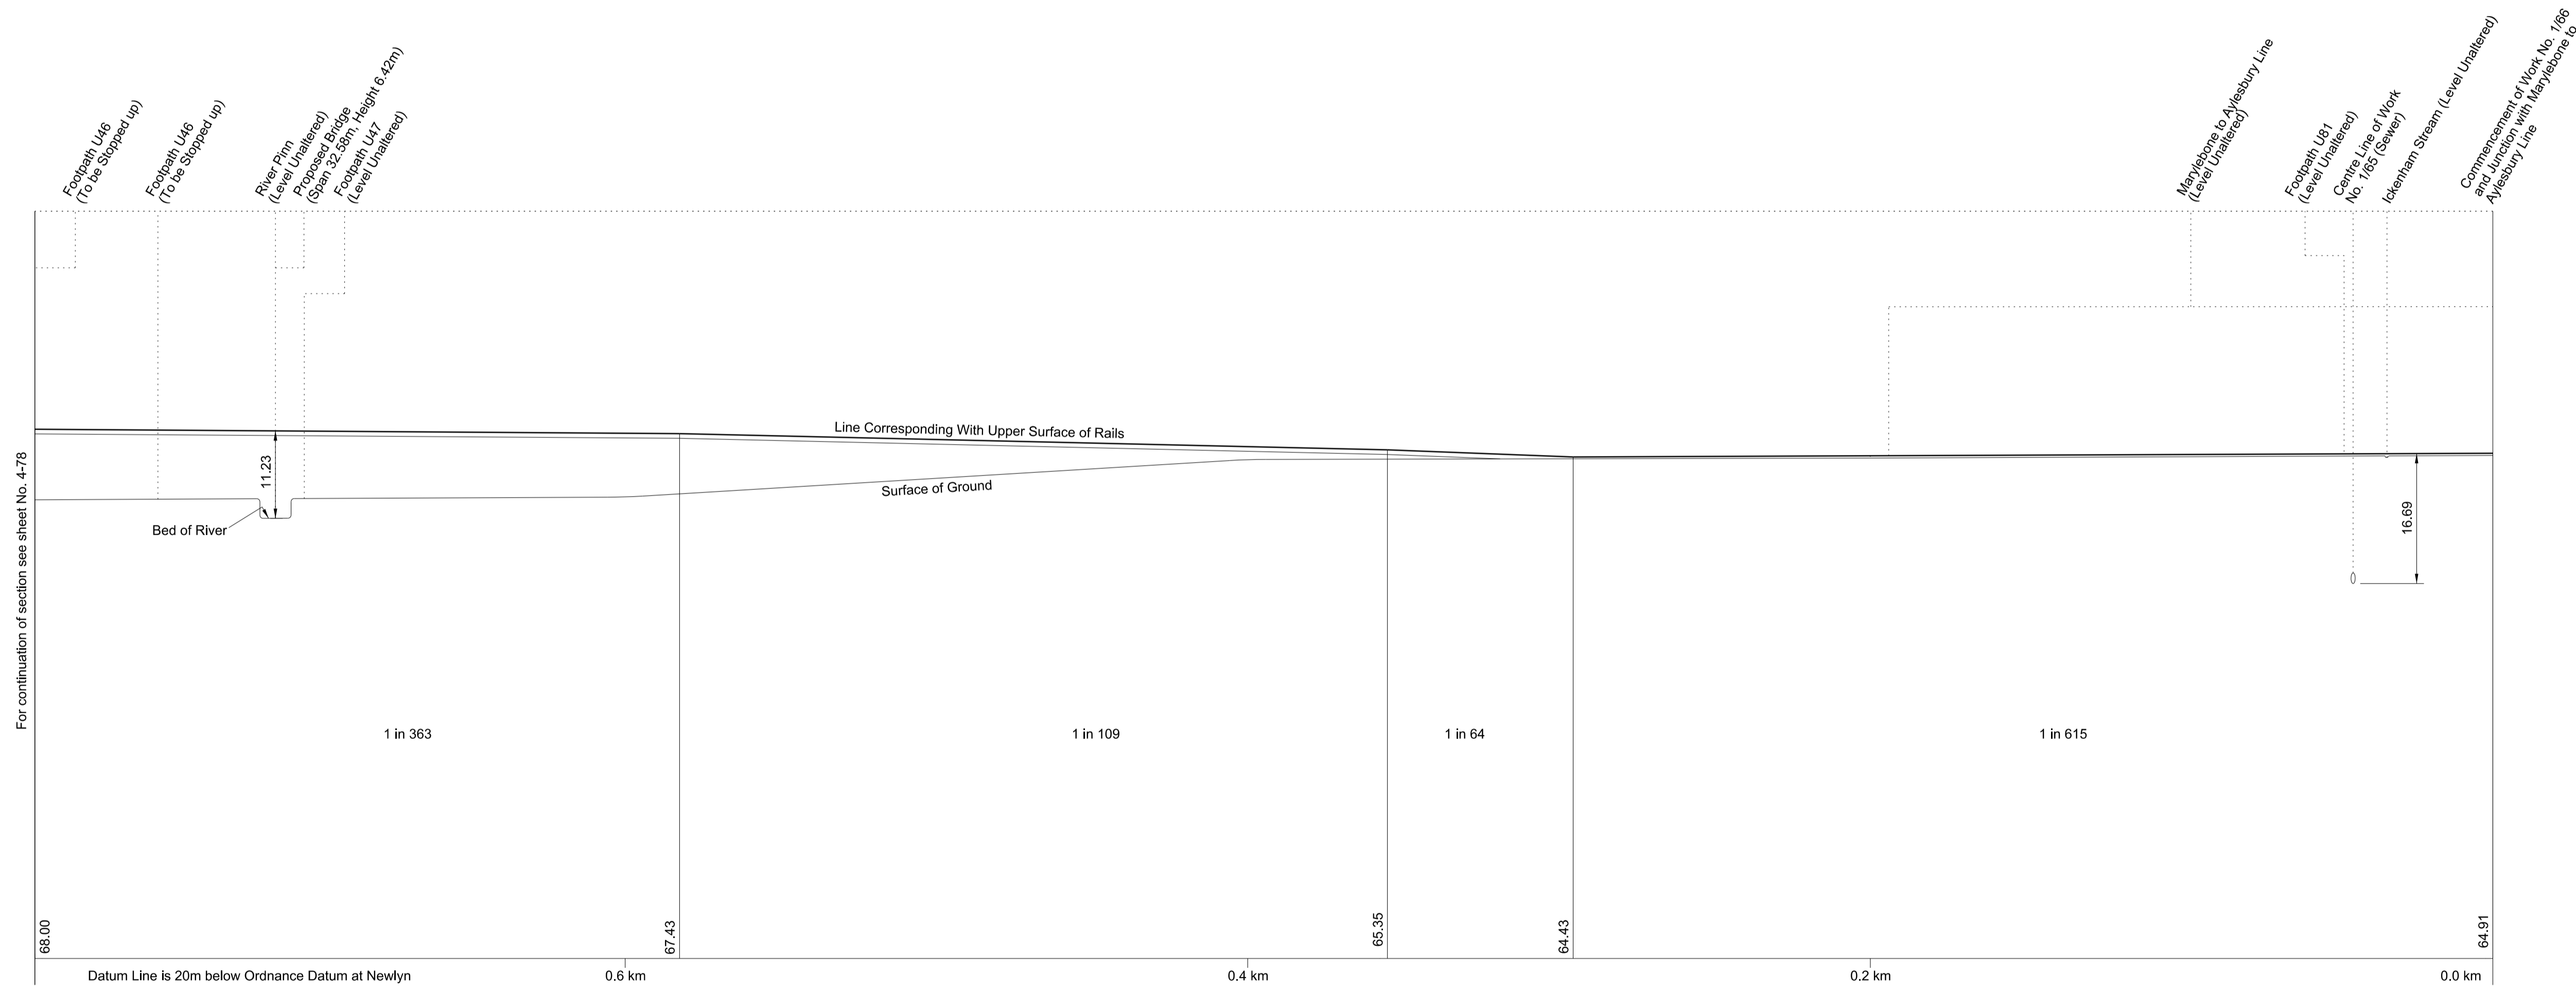 Footpath U46
(To be Stopped up)
Footpath U46
(To be Stopped up)
River Pinn
(Level Unaltered)
Proposed Bridge
(Span 32.58m, Height 6.42m)
Footpath U47
(Level Unaltered)
Marylebone to Aylesbury Line
(Level Unaltered)
Footpath U81
(Level Unaltered)
Centre Line of Work
No. 1/65 (Sewer)
Ickenham Stream (Level Unaltered)
Commencement of Work No. 1/66
and Junction with Marylebone to
Aylesbury Line
For continuation of section see sheet No. 4-78
Line Corresponding With Upper Surface of Rails
11.23
Surface of Ground
Bed of River
16.69
1 in 363
1 in 109
1 in 64
1 in 615
68.00
67.43
65.35
64.43
64.91
Datum Line is 20m below Ordnance Datum at Newlyn
0.6 km
0.4 km
0.2 km
0.0 km